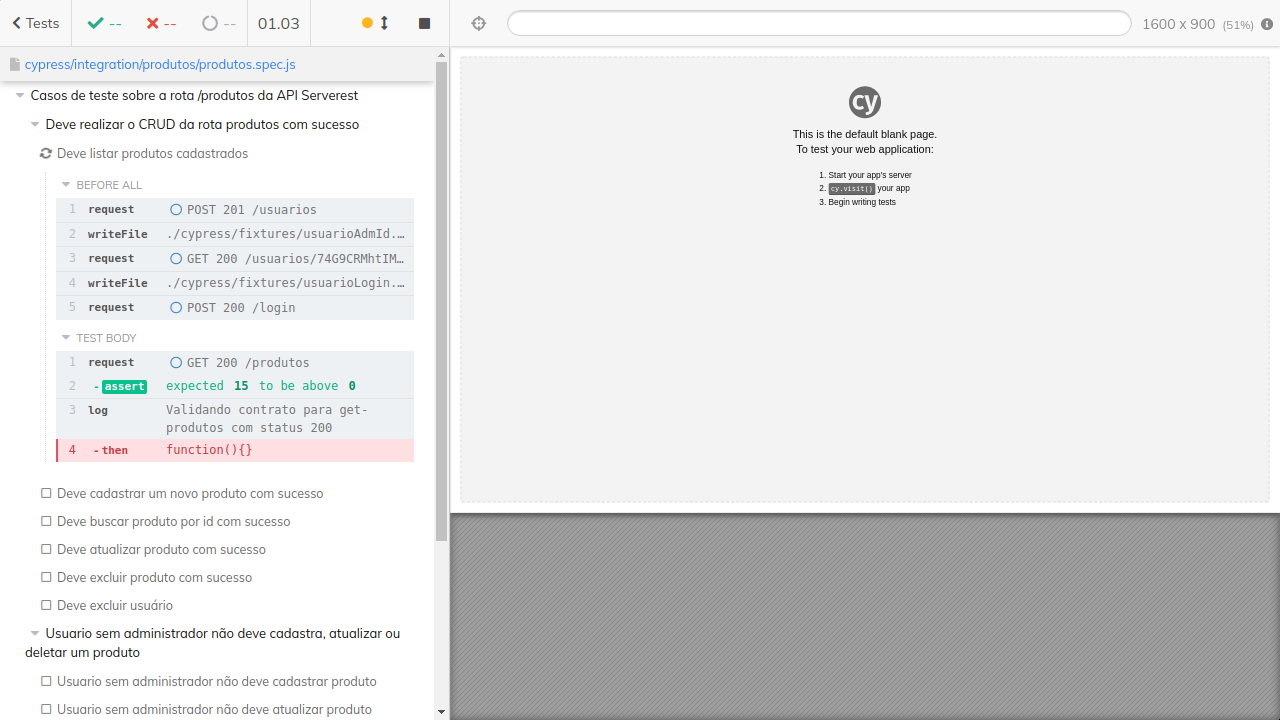 Tests
--
--
--
01.03
1600 x 900 (51%)
cypress/integration/produtos/produtos.spec.js
Casos de teste sobre a rota /produtos da API Serverest
Deve realizar o CRUD da rota produtos com sucesso
Deve listar produtos cadastrados
BEFORE ALL
1 request POST 201 /usuarios
2 writeFile ./cypress/fixtures/usuarioAdmId.…
3 request GET 200 /usuarios/74G9CRMhtIM…
4 writeFile ./cypress/fixtures/usuarioLogin.…
5 request POST 200 /login
TEST BODY
1 request GET 200 /produtos
2 -assert expected 15 to be above 0
3 log Validando contrato para get-
produtos com status 200
4 -then function(){}
Deve cadastrar um novo produto com sucesso
Deve buscar produto por id com sucesso
Deve atualizar produto com sucesso
Deve excluir produto com sucesso
Deve excluir usuário
Usuario sem administrador não deve cadastra, atualizar ou
deletar um produto
Usuario sem administrador não deve cadastrar produto
Usuario sem administrador não deve atualizar produto
cy
This is the default blank page.
To test your web application:
1. Start your app's server
2. cy.visit() your app
3. Begin writing tests